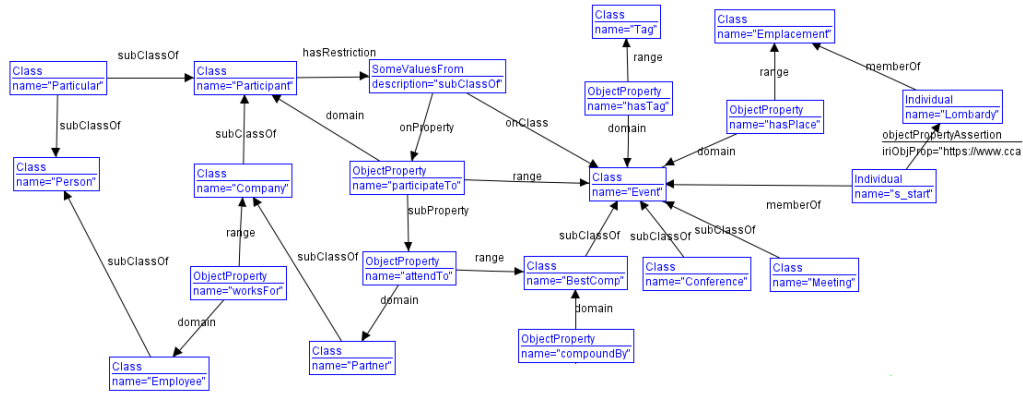 Class
name="Tag"
Class
name="Emplacement"
subClassOf
hasRestriction
range
Class
name="Particular"
Class
name="Participant"
SomeValuesFrom
description="subClassOf"
range
memberOf
ObjectProperty
name="hasTag"
Individual
name="Lombardy"
subClassOf
subClassOf
domain
onProperty
onClass
domain
ObjectProperty
name="hasPlace"
objectPropertyAssertion
iriObjProp="https://www.cca
domain
Class
name="Person"
Class
name="Company"
ObjectProperty
name="participateTo"
range
Class
name="Event"
Individual
name="s_start"
memberOf
subProperty
range
subClassOf
subClassOf
subClassOf
subClassOf
subClassOf
ObjectProperty
name="worksFor"
ObjectProperty
name="attendTo"
range
Class
name="BestComp"
Class
name="Conference"
Class
name="Meeting"
domain
domain
domain
ObjectProperty
name="compoundBy"
Class
name="Partner"
Class
name="Employee"